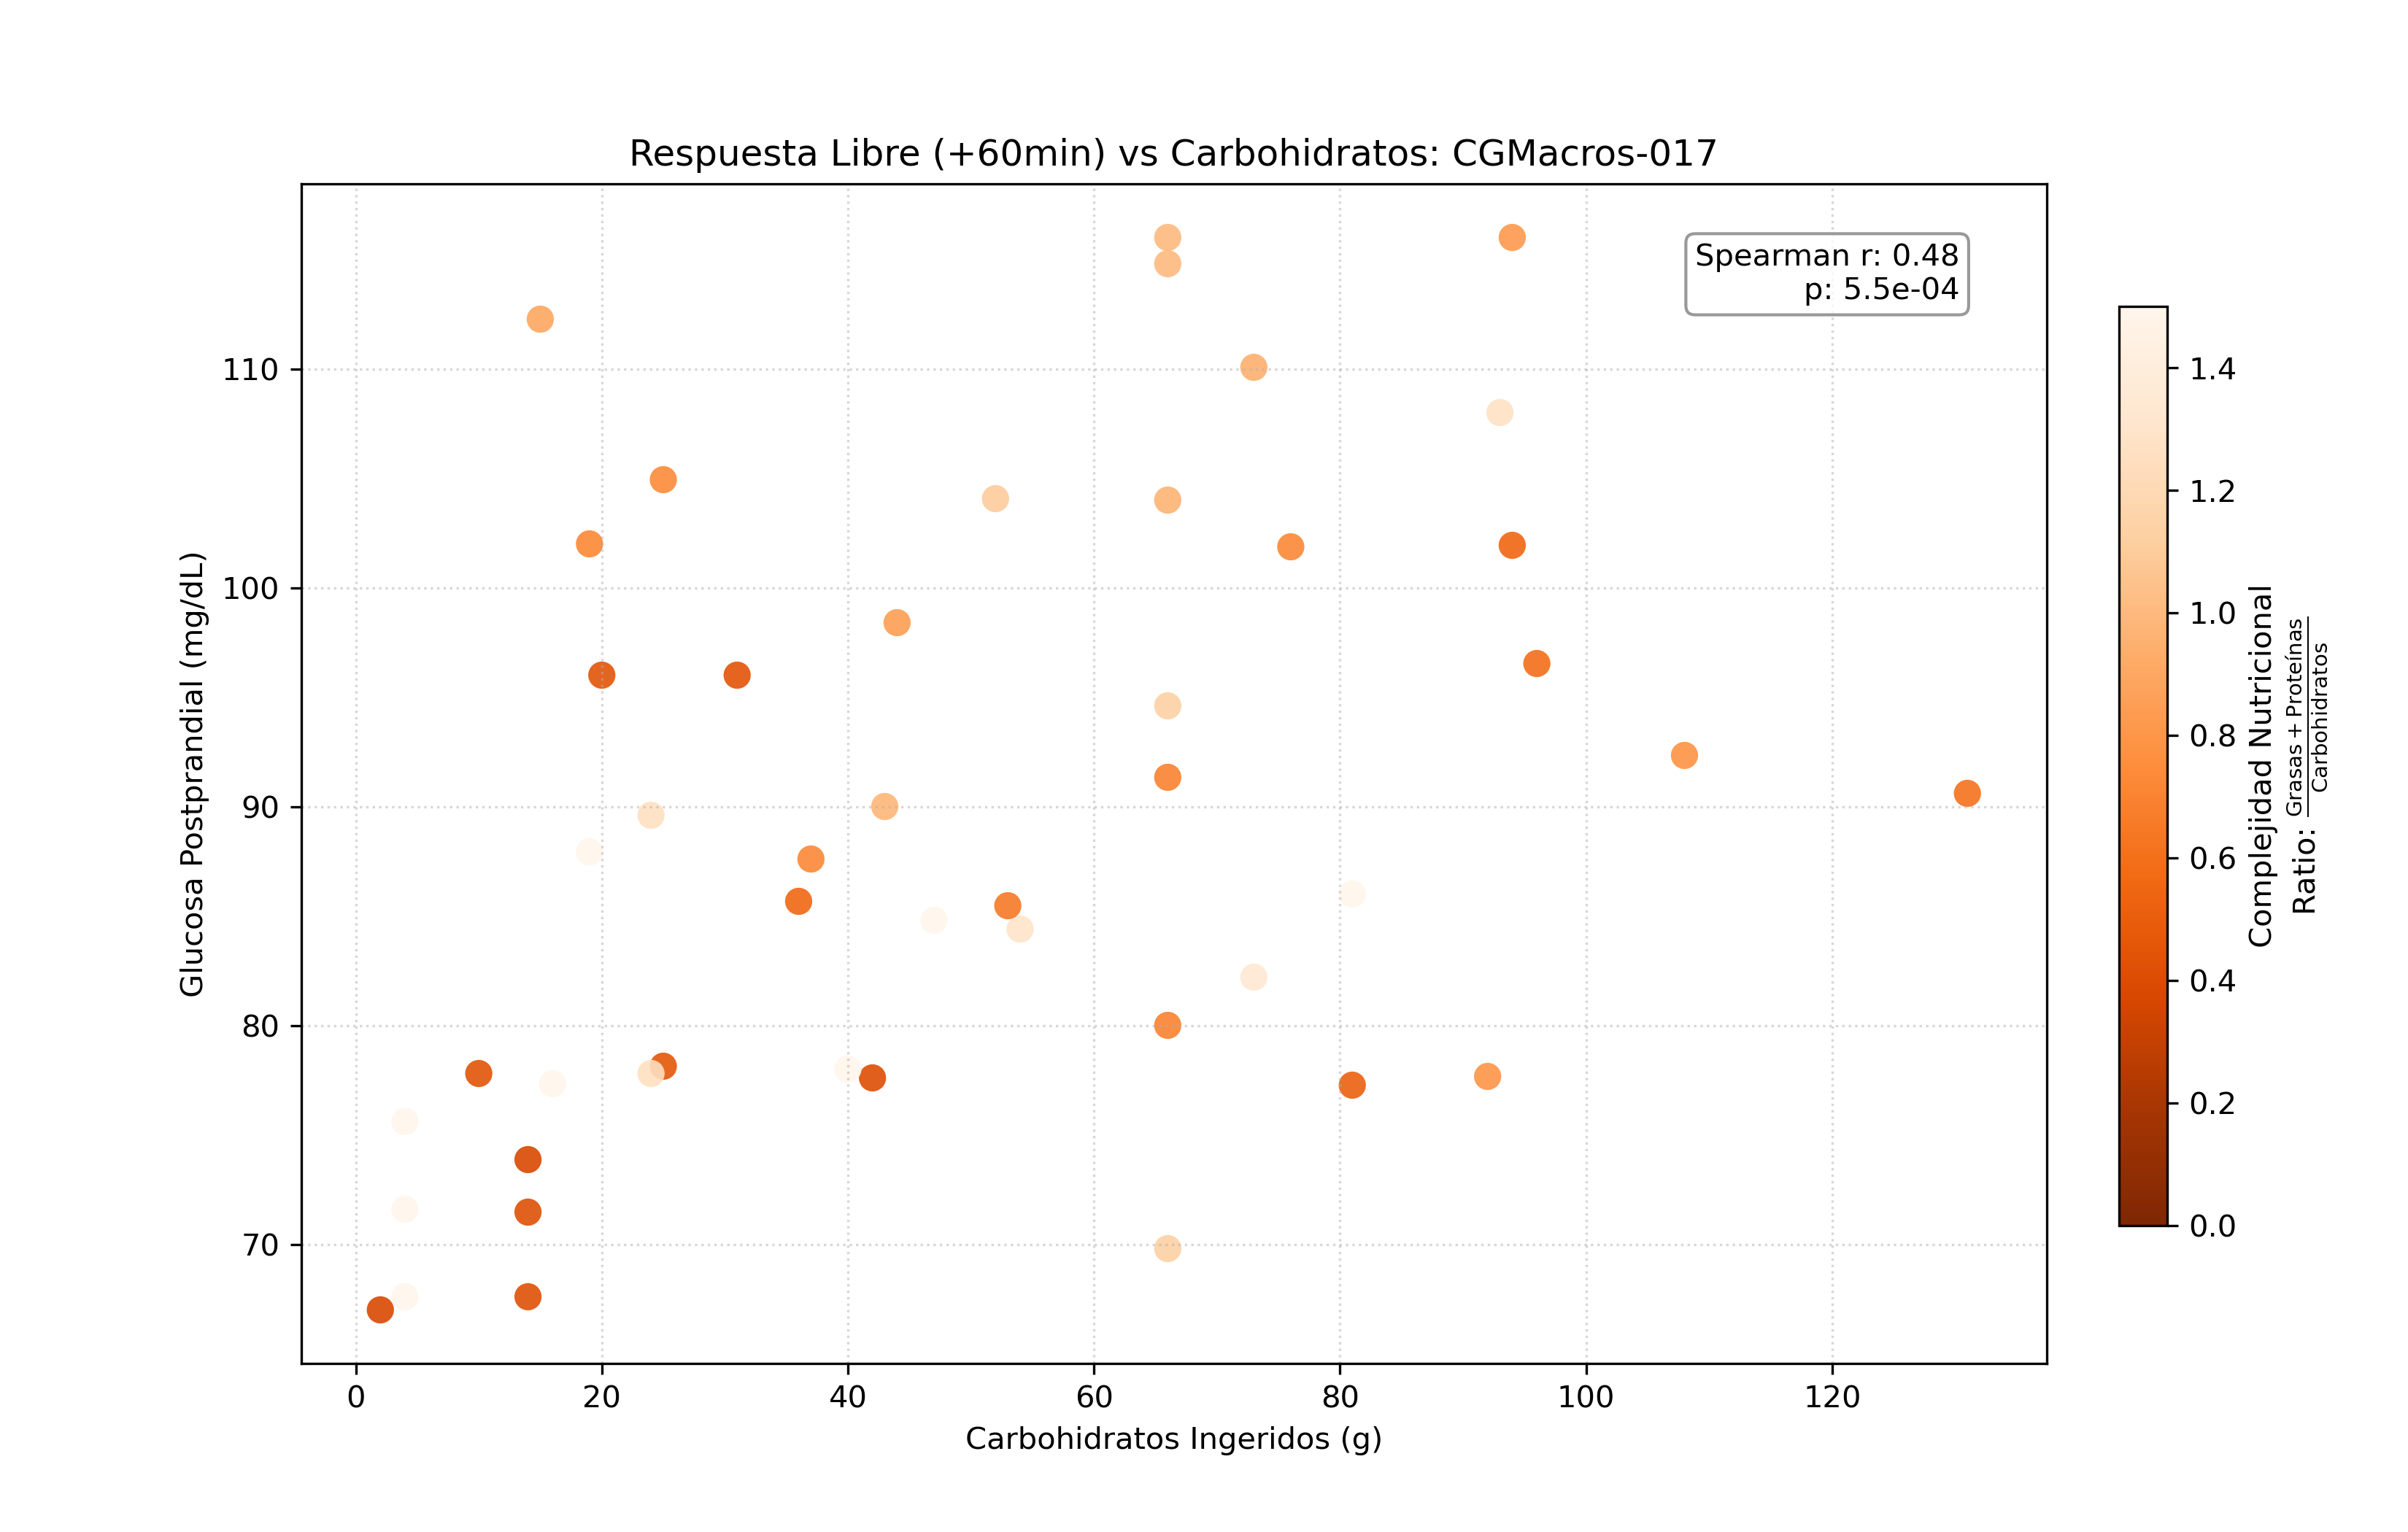 Respuesta Libre (+60min) vs Carbohidratos: CGMacros-017
Spearman r: 0.48
p: 5.5e-04
Glucosa Postprandial (mg/dL)
110
100
90
80
70
0 20 40 60 80 100 120
Carbohidratos Ingeridos (g)
1.4
1.2
1.0
0.8
0.6
0.4
0.2
0.0
Complejidad Nutricional
Ratio: Grasas + Proteínas
Carbohidratos